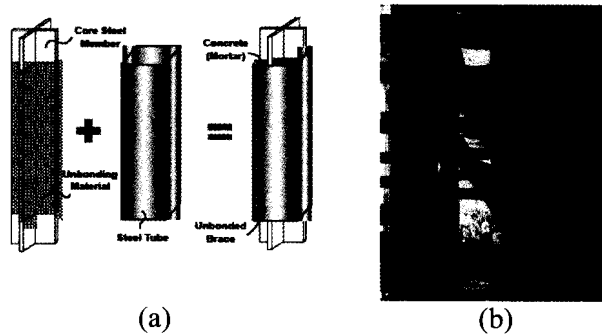 Core Steel
Member
Concrete
(Mortar)
Unbonding
Material
Steel Tube
Unbonded
Brace
(a)
(b)